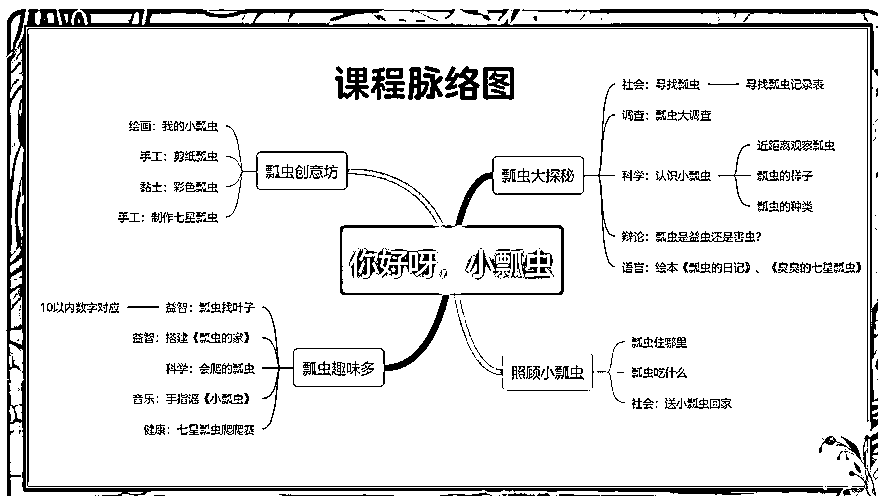 课程脉络图
你好呀，小瓢虫
瓢虫创意坊
绘画：我的小瓢虫
手工：剪纸瓢虫
黏土：彩色瓢虫
手工：制作七星瓢虫
瓢虫大探秘
社会：寻找瓢虫
寻找瓢虫记录表
调查：瓢虫大调查
科学：认识小瓢虫
近距离观察瓢虫
瓢虫的样子
瓢虫的种类
辩论：瓢虫是益虫还是害虫？
语言：绘本《瓢虫的日记》、《臭臭的七星瓢虫》
瓢虫趣味多
益智：瓢虫找叶子
10以内数字对应
益智：搭建《瓢虫的家》
科学：会爬的瓢虫
音乐：手指谣《小瓢虫》
健康：七星瓢虫爬爬赛
照顾小瓢虫
瓢虫住哪里
瓢虫吃什么
社会：送小瓢虫回家